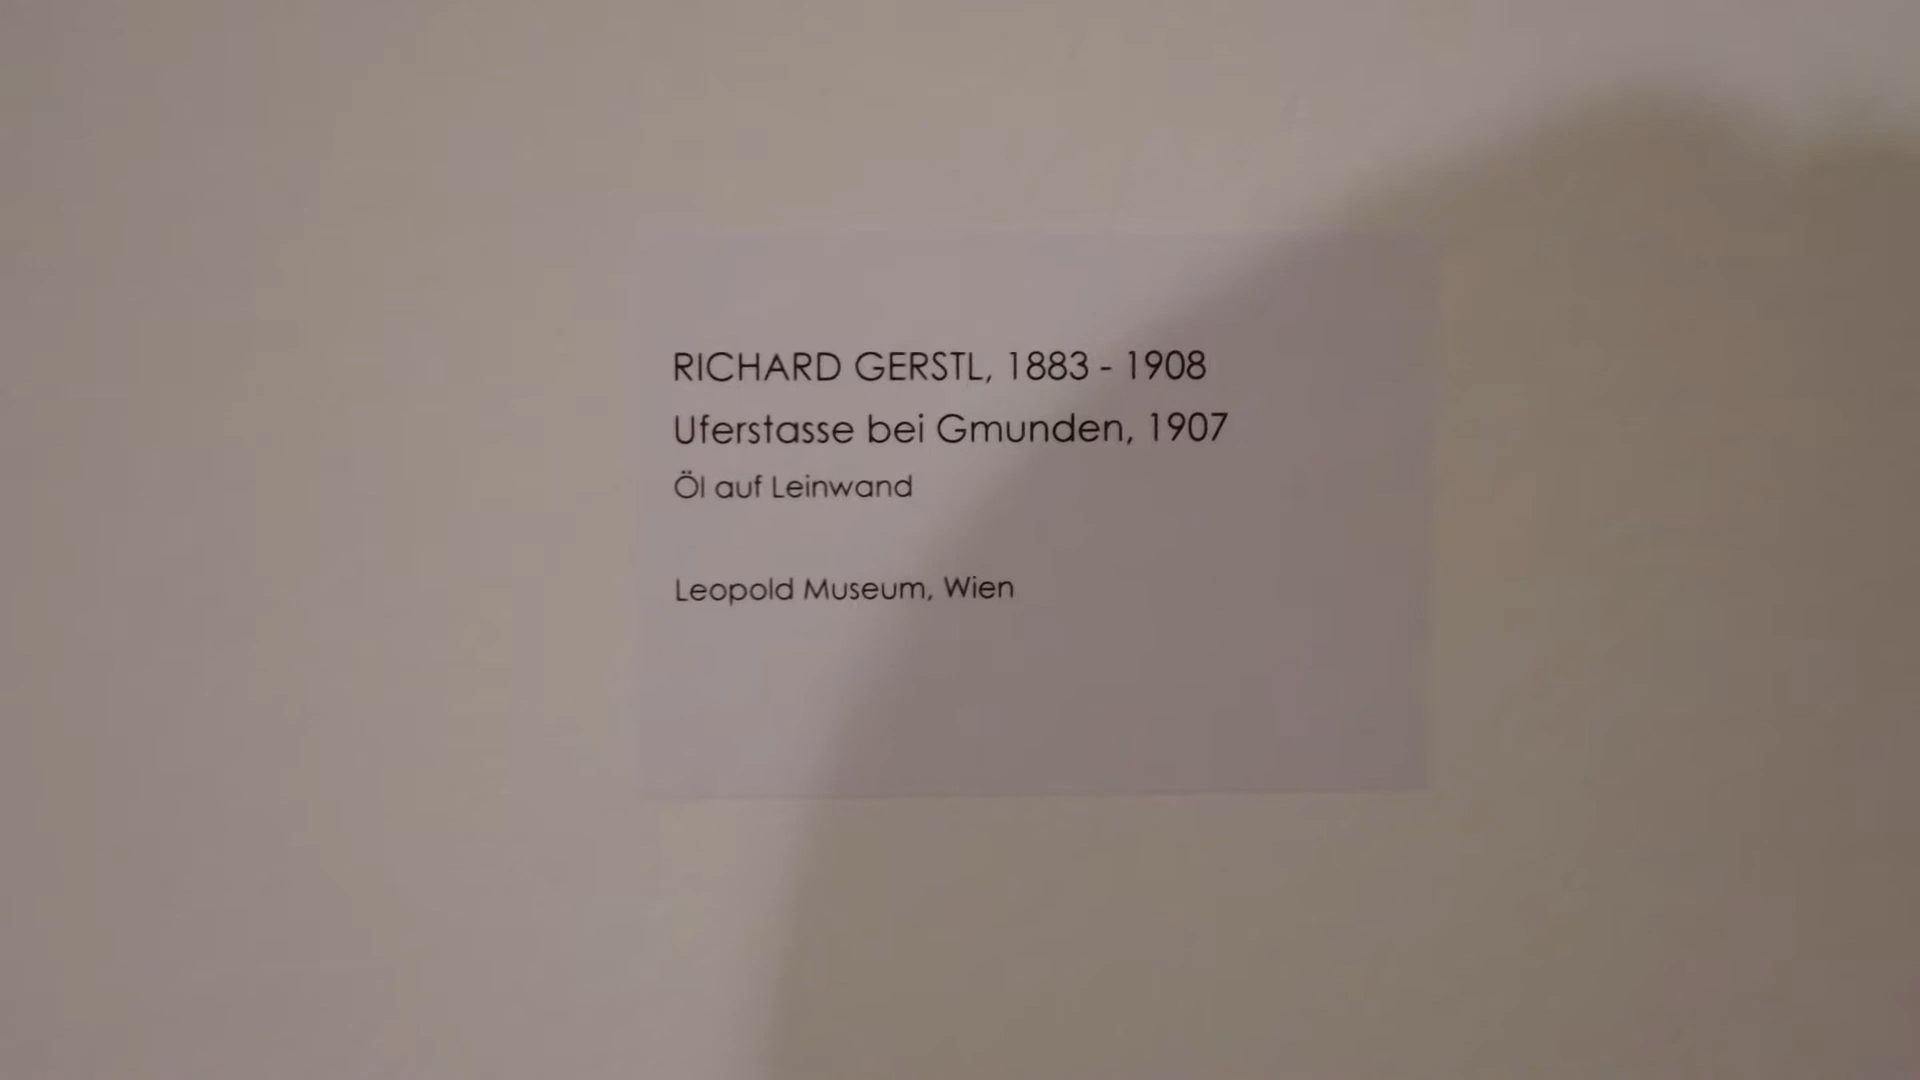 RICHARD GERSTL, 1883 - 1908
Uferstasse bei Gmunden, 1907
Öl auf Leinwand
Leopold Museum, Wien